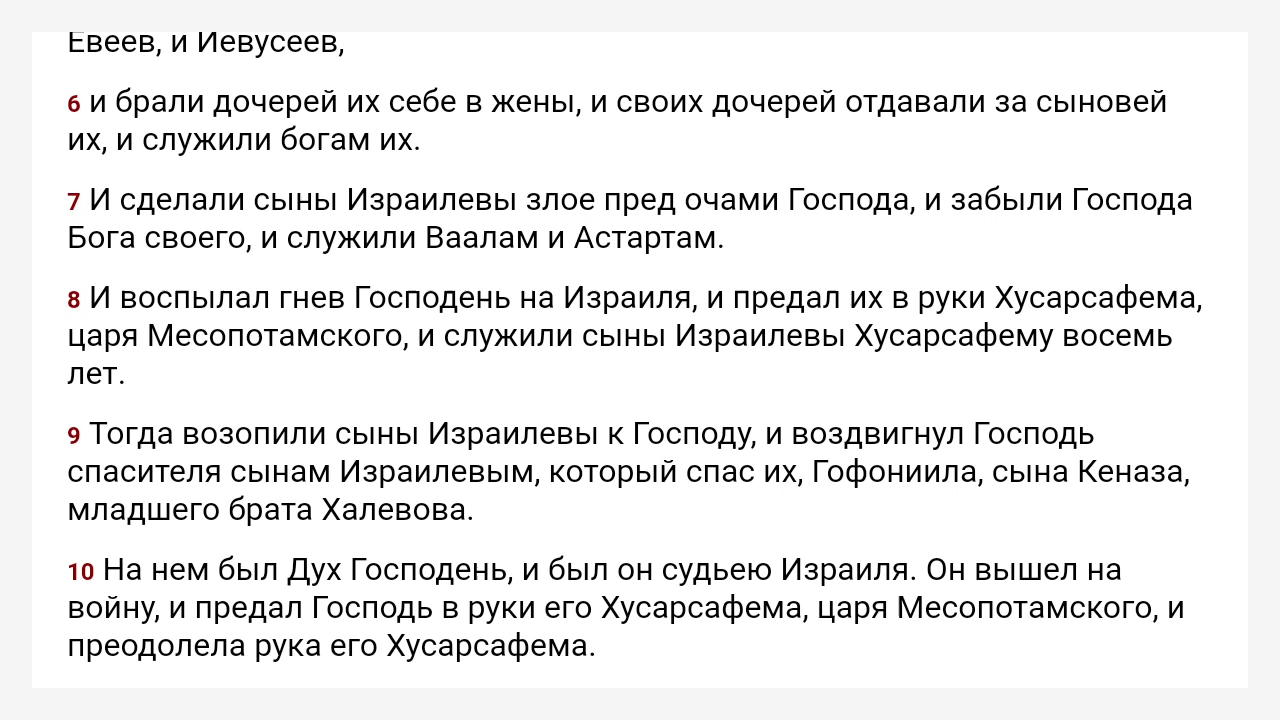 Евеев, и Иевусеев,
6 и брали дочерей их себе в жены, и своих дочерей отдавали за сыновей
их, и служили богам их.
7 И сделали сыны Израилевы злое пред очами Господа, и забыли Господа
Бога своего, и служили Ваалам и Астартам.
8 И воспылал гнев Господень на Израиля, и предал их в руки Хусарсафема,
царя Месопотамского, и служили сыны Израилевы Хусарсафему восемь
лет.
9 Тогда возопили сыны Израилевы к Господу, и воздвигнул Господь
спасителя сынам Израилевым, который спас их, Гофониила, сына Кеназа,
младшего брата Халевова.
10 На нем был Дух Господень, и был он судьею Израиля. Он вышел на
войну, и предал Господь в руки его Хусарсафема, царя Месопотамского, и
преодолела рука его Хусарсафема.